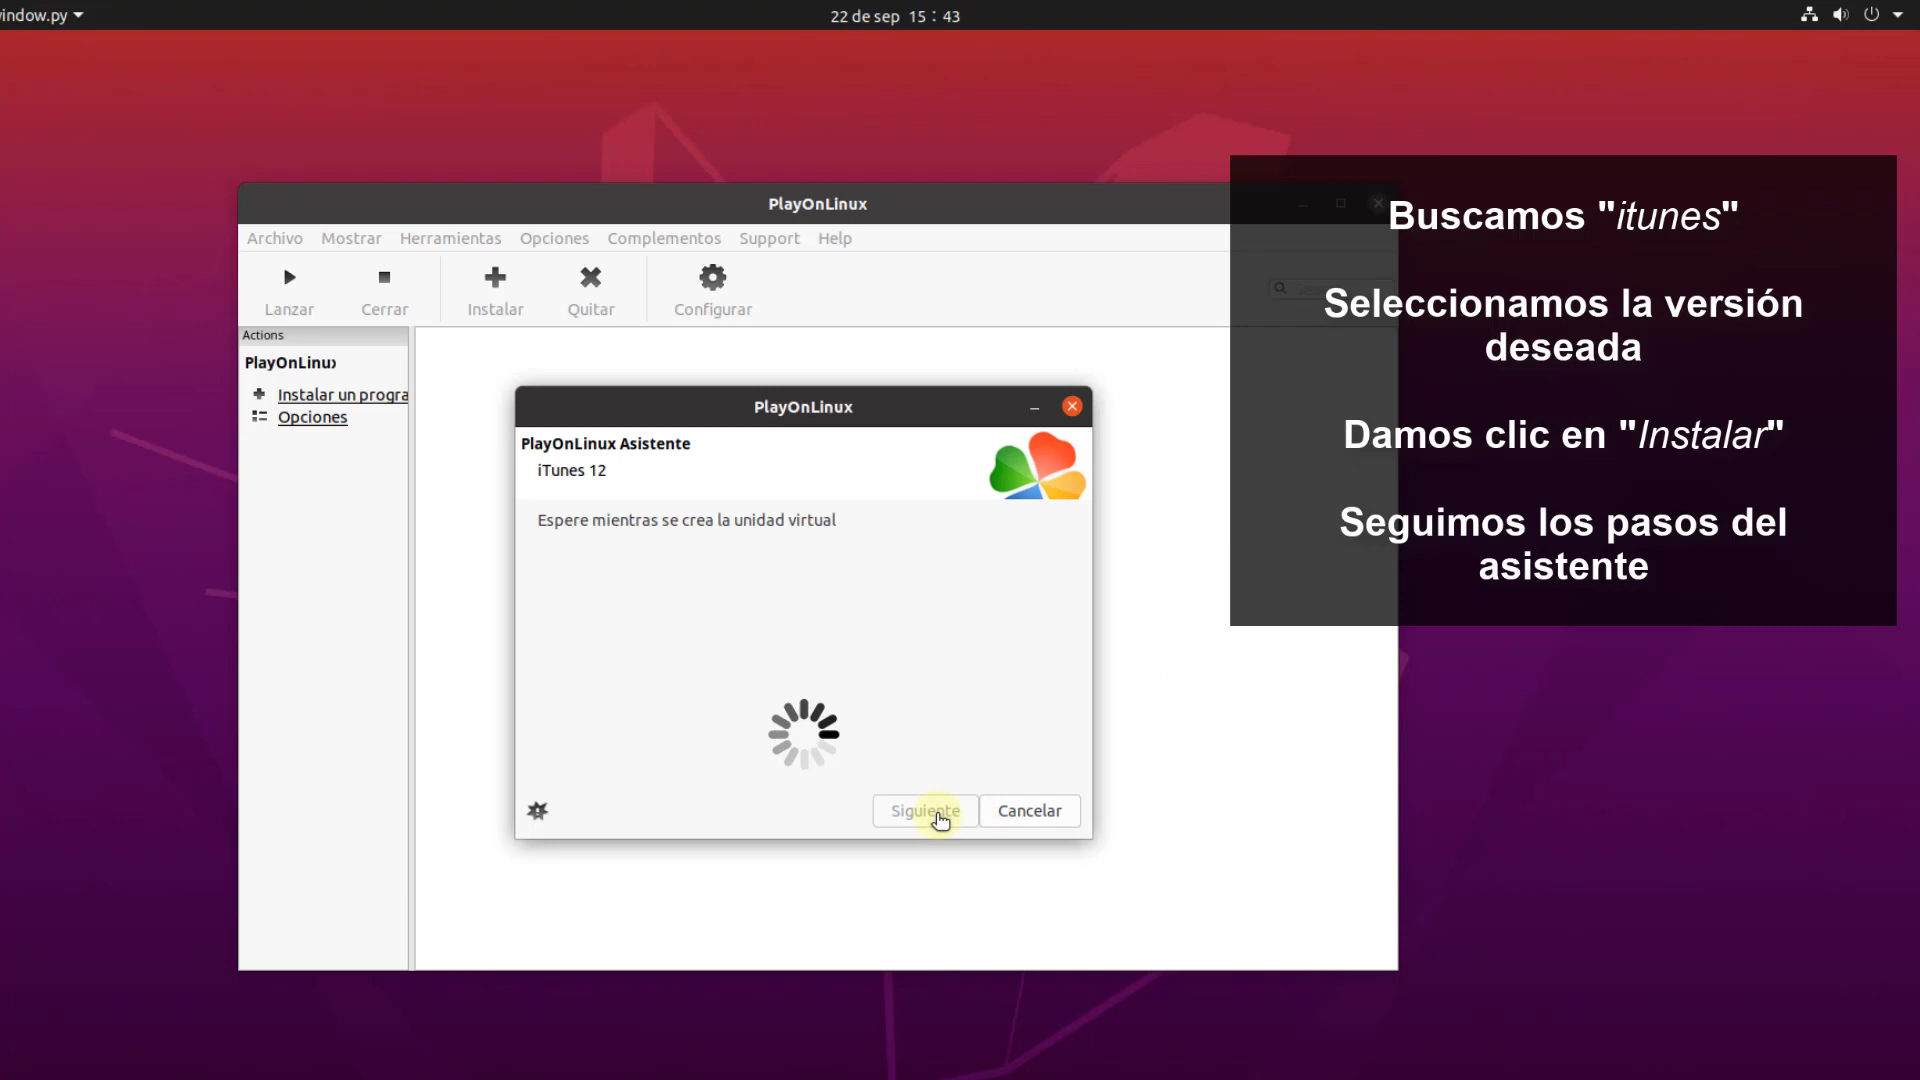 22 de sep 15 : 43
PlayOnLinux
Archivo Mostrar Herramientas Opciones Complementos Support Help
Lanzar Cerrar Instalar Quitar Configurar
Actions
PlayOnLinux
Instalar un progra
Opciones
PlayOnLinux
PlayOnLinux Asistente
iTunes 12
Espere mientras se crea la unidad virtual
Siguiente Cancelar
Buscamos "itunes"
Seleccionamos la versión
deseada
Damos clic en "Instalar"
Seguimos los pasos del
asistente